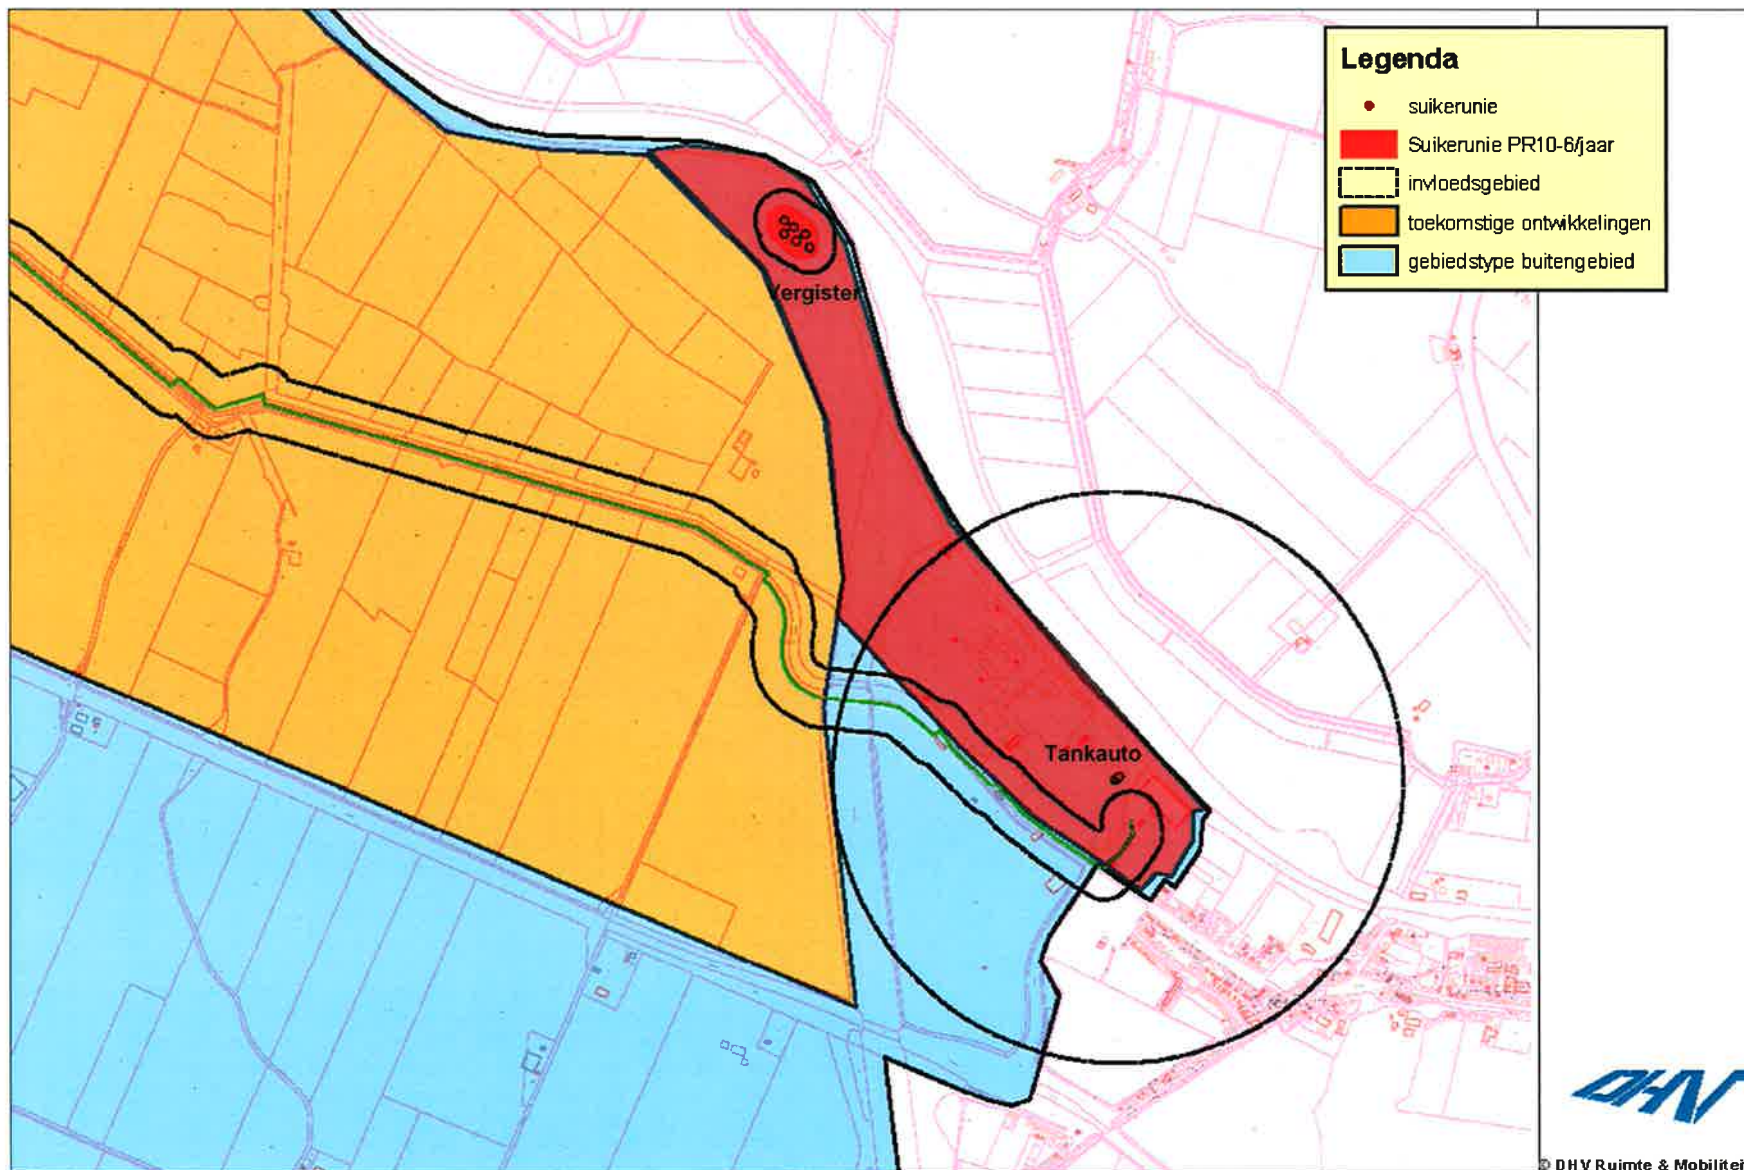 Legenda
suikerunie
Suikerunie PR10-6/jaar
invloedsgebied
toekomstige ontwikkelingen
gebiedstype buitengebied
Vergister
Tankauto
DHV
© DHV Ruimte & Mobiliteit